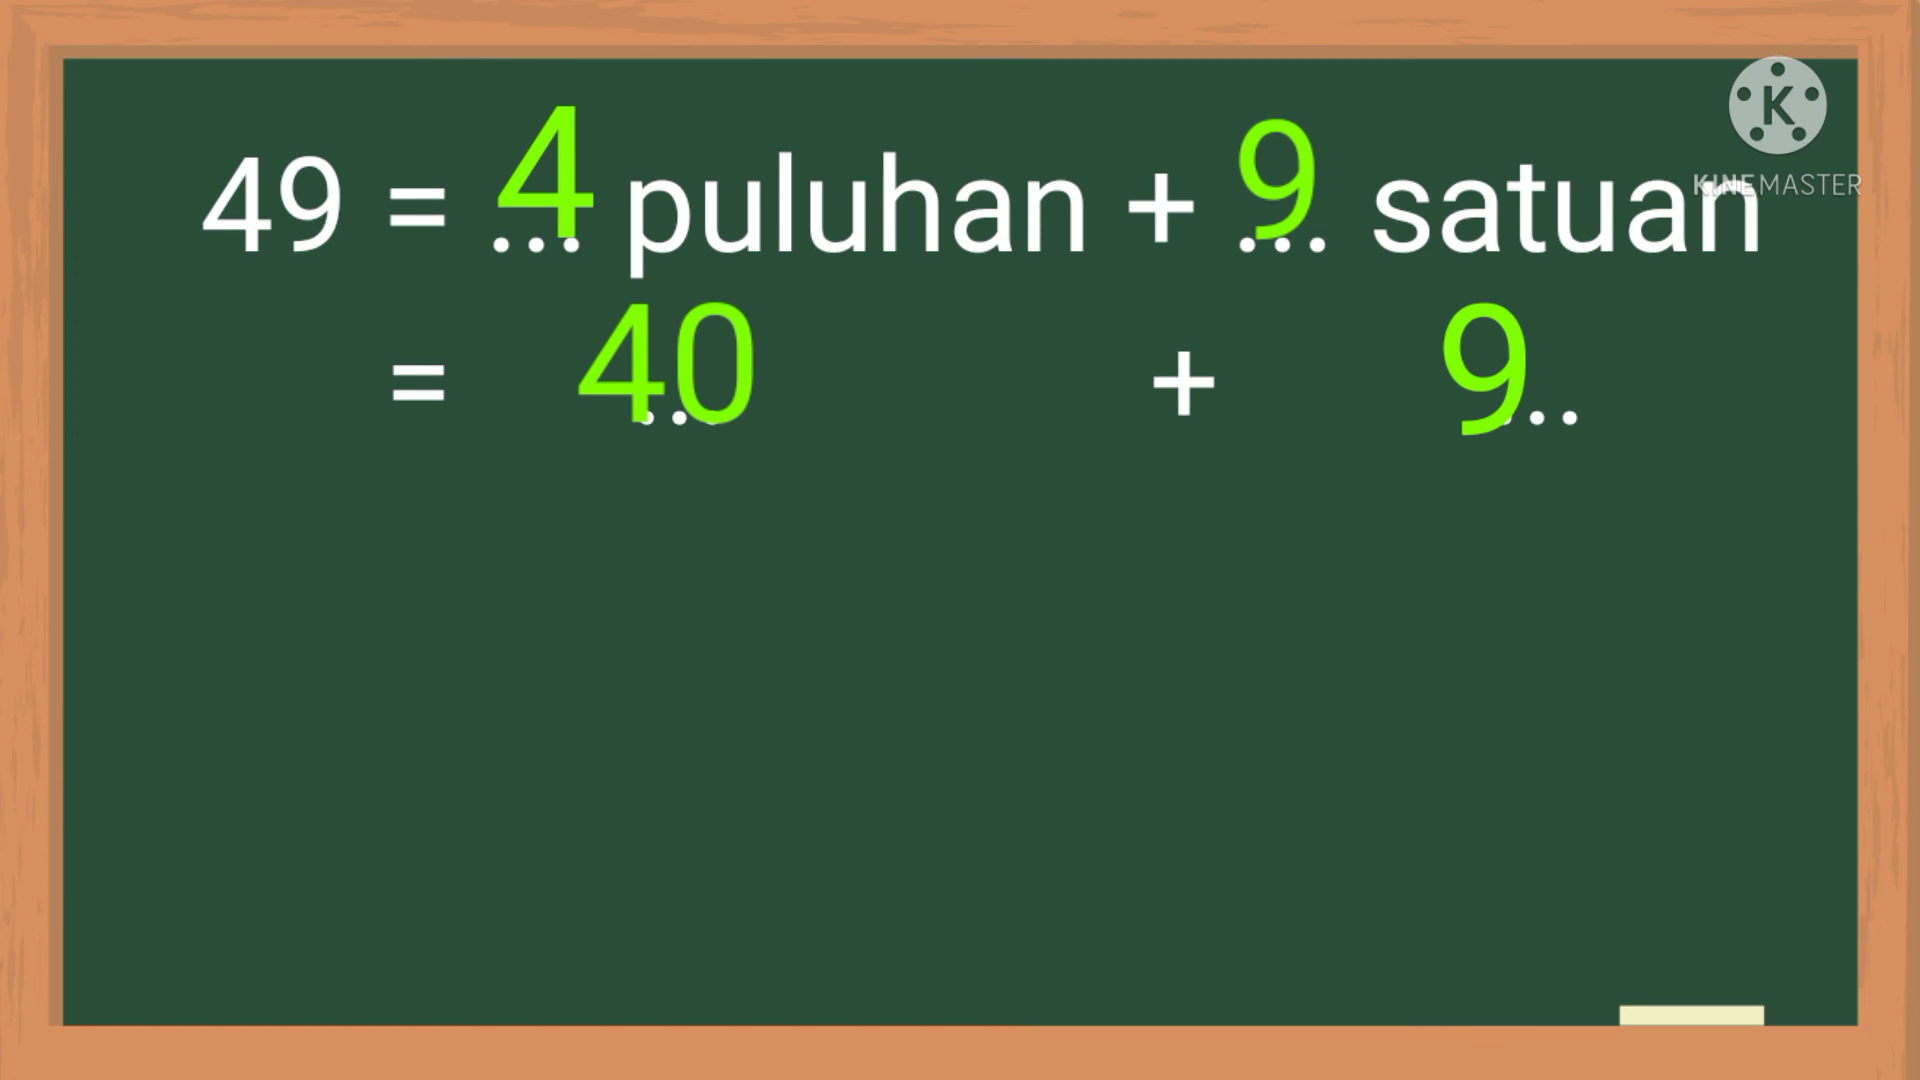 49 = 4 puluhan + 9 satuan
= 40 + 9
K
KINEMASTER